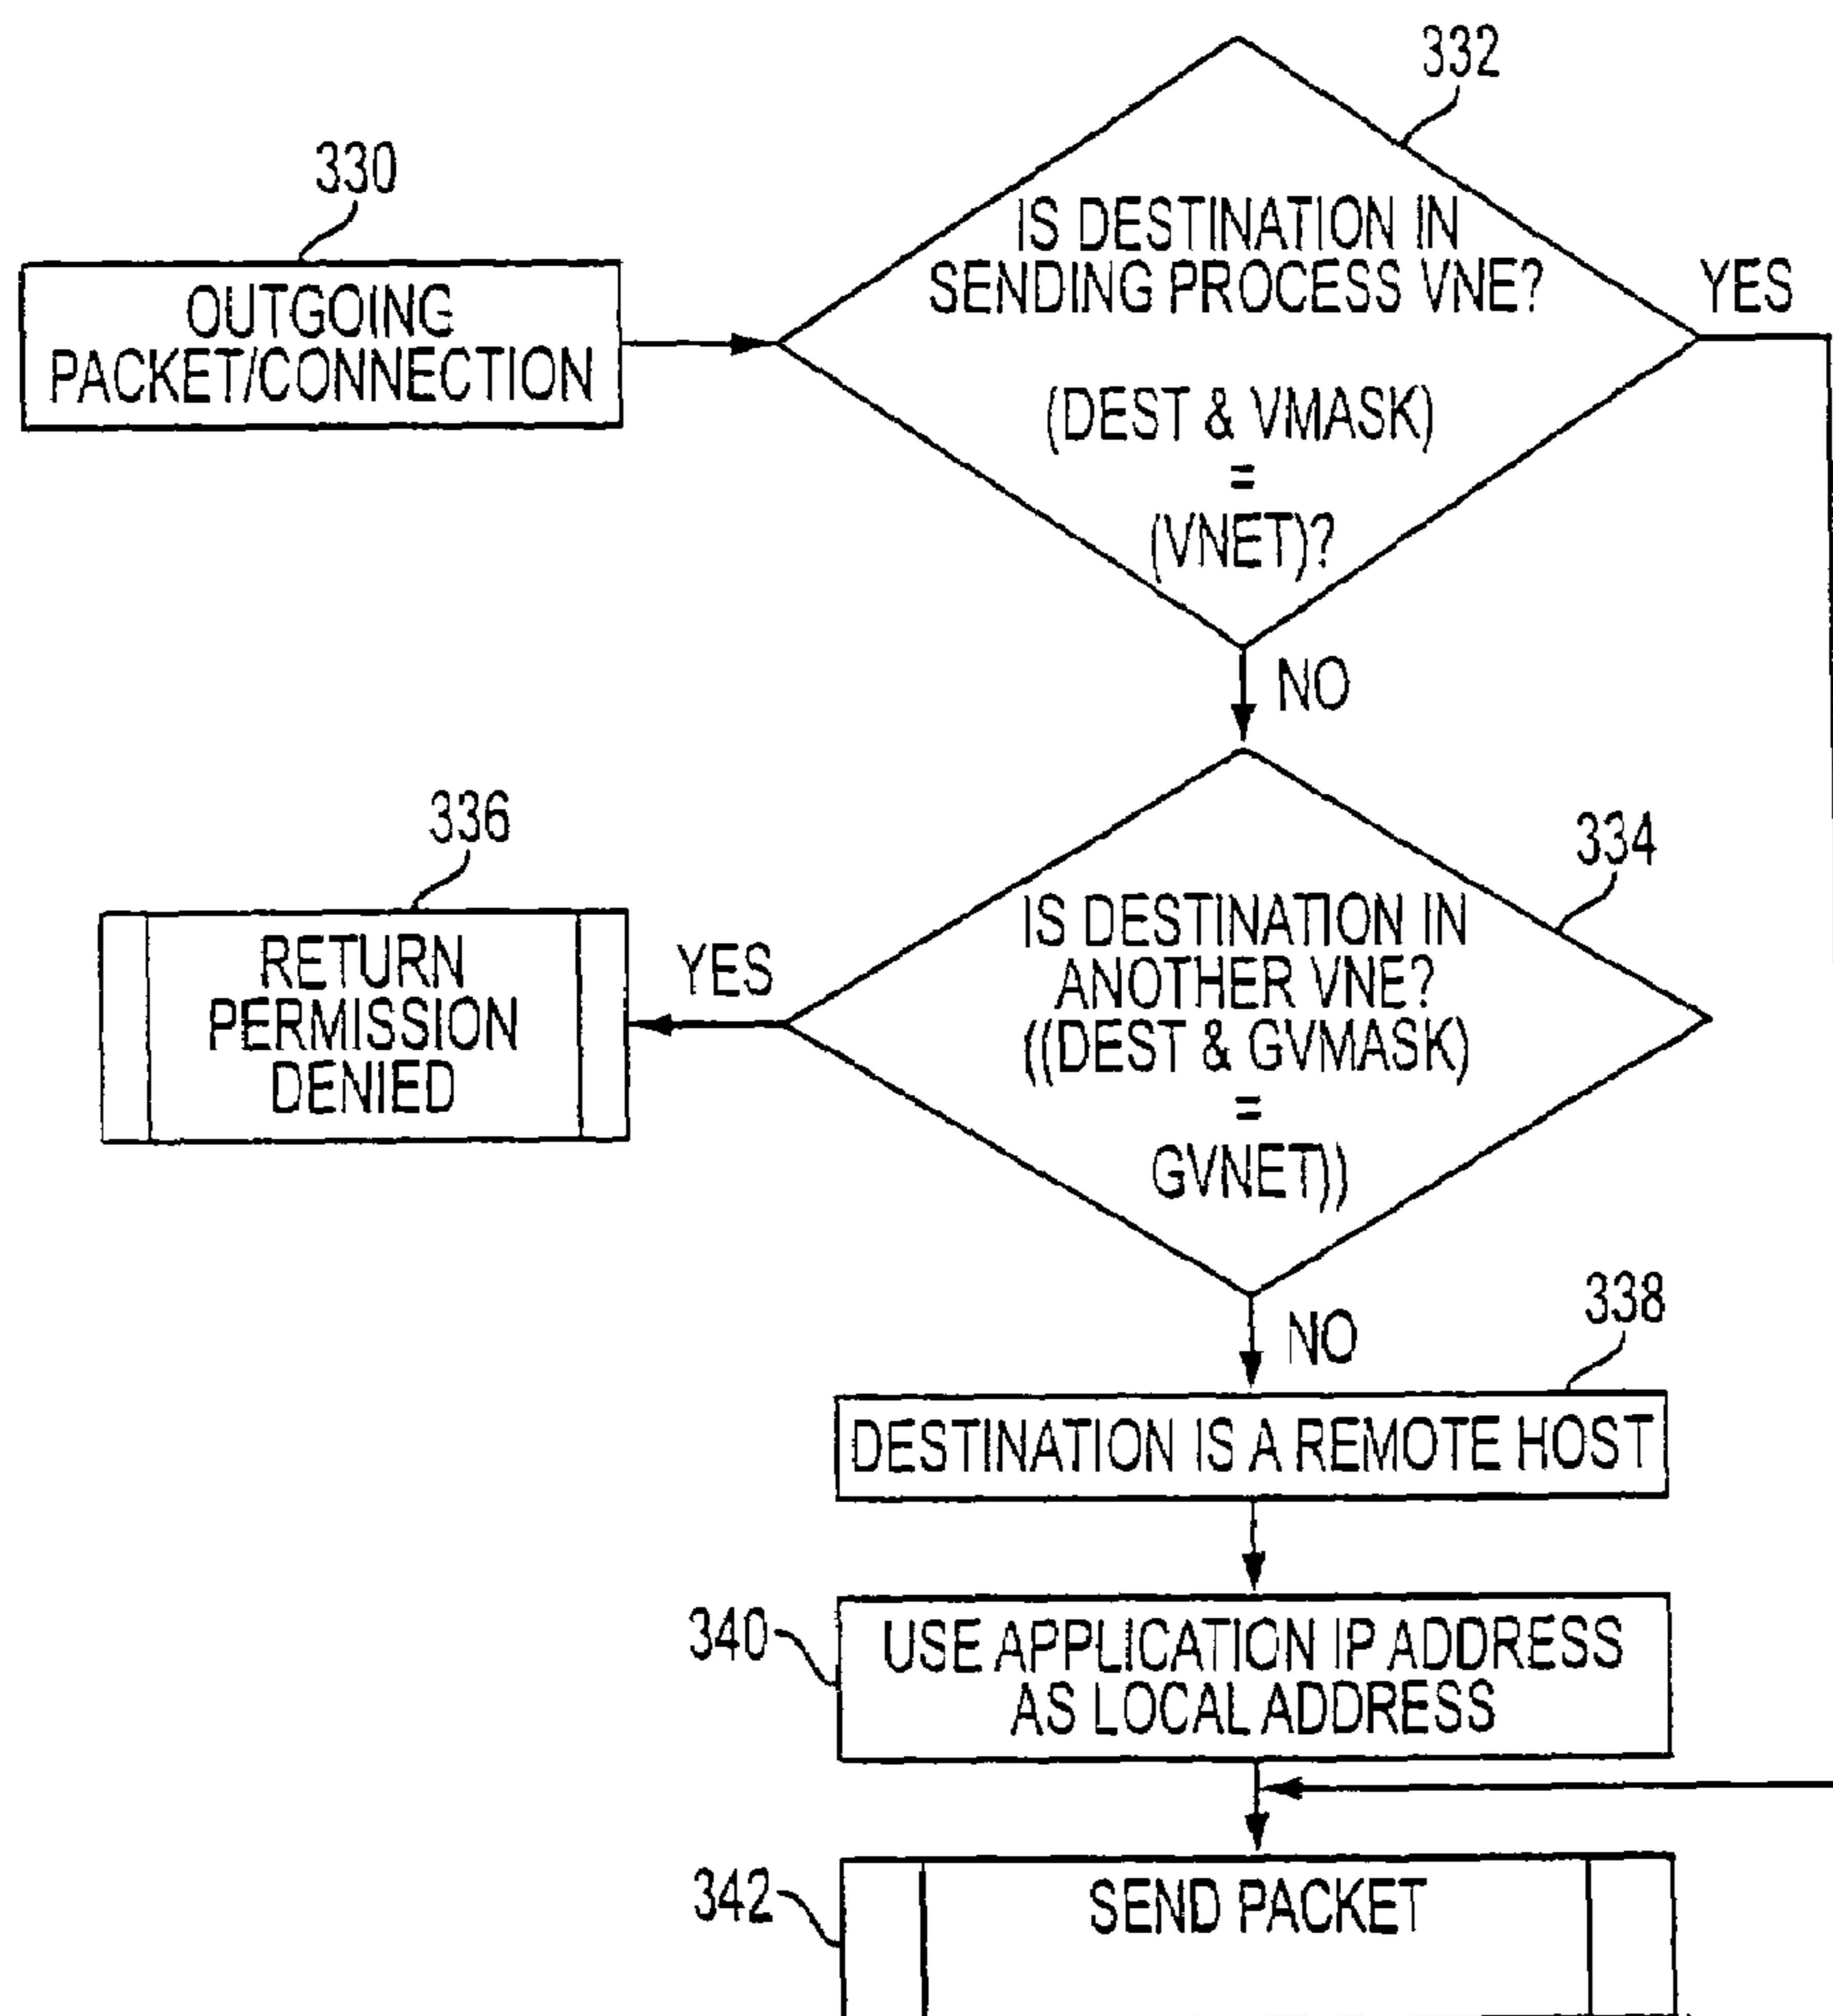 332
330
IS DESTINATION IN
SENDING PROCESS VNE?
YES
OUTGOING
PACKET/CONNECTION
(DEST & VMASK)
=
(VNET)?
NO
336
334
IS DESTINATION IN
ANOTHER VNE?
((DEST & GVMASK)
=
GVNET))
YES
RETURN
PERMISSION
DENIED
338
NO
DESTINATION IS A REMOTE HOST
340
USE APPLICATION IP ADDRESS
AS LOCAL ADDRESS
342
SEND PACKET